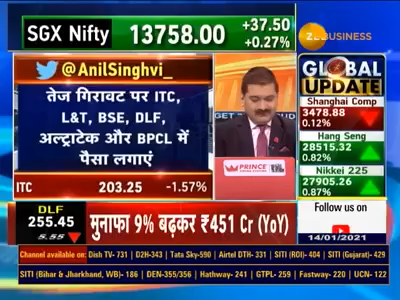 SGX Nifty 13758.00 +37.50 +0.27%
ZEE BUSINESS
@AnilSinghvi_
तेज गिरावट पर ITC,
L&T, BSE, DLF,
अल्ट्राटेक और BPCL में
पैसा लगाएं
ITC 203.25 -1.57%
GLOBAL
UPDATE
Shanghai Comp
3478.88
0.12%
Hang Seng
28515.32
0.82%
Nikkei 225
27905.26
0.87%
PRINCE
DLF
255.45
5.55
मुनाफा 9% बढ़कर ₹451 Cr (YoY)
Follow us on
14/01/2021
Channel available on: Dish TV- 731 | D2H-343 | Tata Sky-590 | Airtel DTH- 331 | SITI (ROI) - 404 | SITI (Gujarat)- 429
SITI (Bihar & Jharkhand, WB)- 186 | DEN-355/356 | Hathway- 241 | GTPL- 259 | Fastway- 220 | UCN- 122